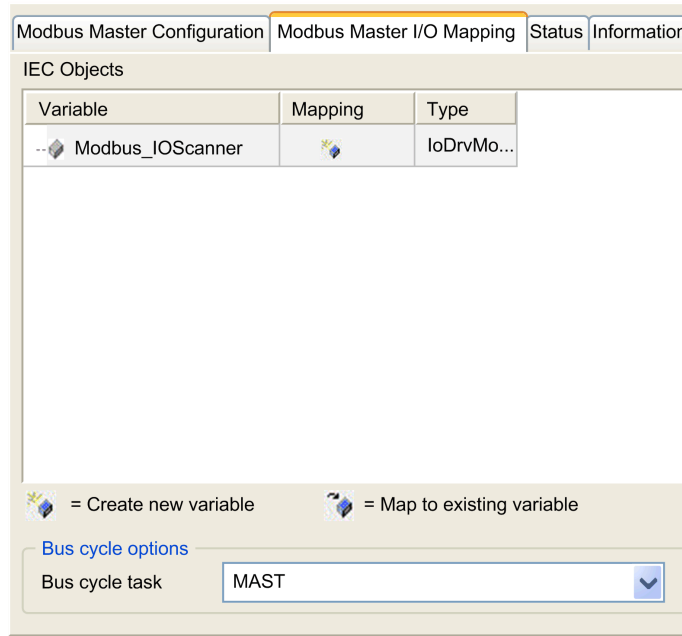 Modbus Master Configuration Modbus Master I/O Mapping Status Information
IEC Objects
Variable Mapping Type
Modbus_IOScanner IoDrvMo...
= Create new variable = Map to existing variable
Bus cycle options
Bus cycle task MAST